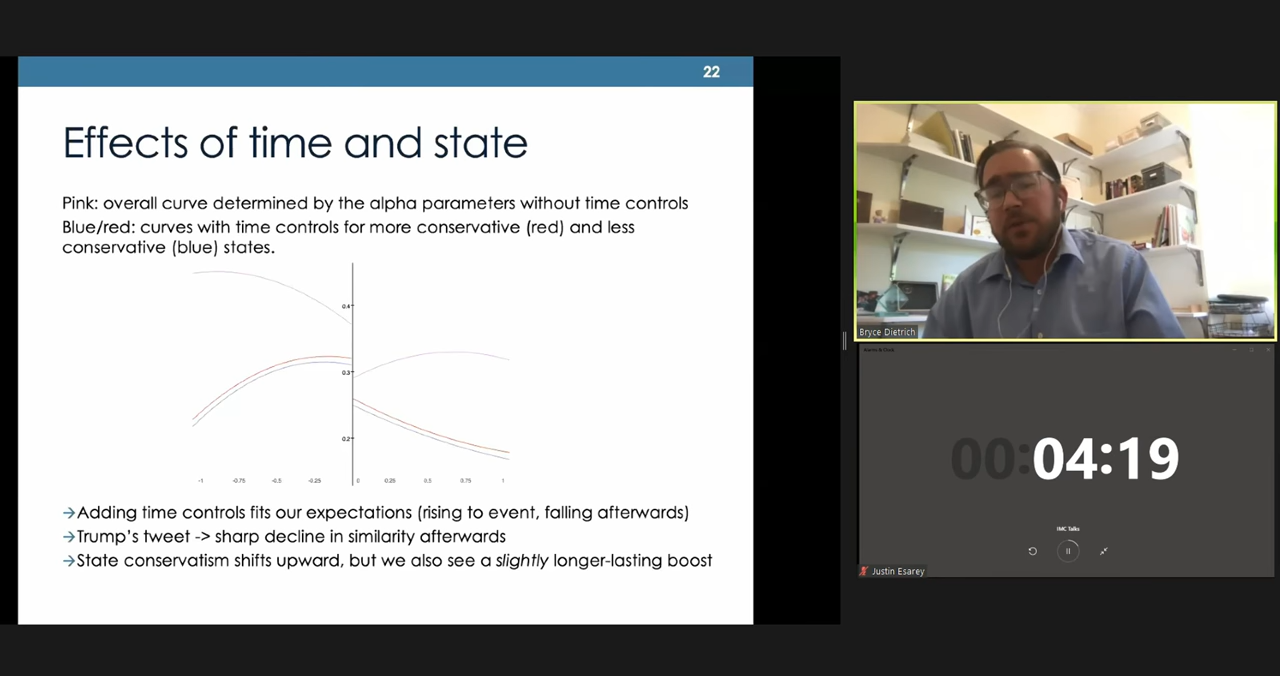 22
Effects of time and state
Pink: overall curve determined by the alpha parameters without time controls
Blue/red: curves with time controls for more conservative (red) and less
conservative (blue) states.
0.4
0.3
0.2
-1 -0.75 -0.5 -0.25 0 0.25 0.5 0.75 1
→Adding time controls fits our expectations (rising to event, falling afterwards)
→Trump's tweet -> sharp decline in similarity afterwards
→State conservatism shifts upward, but we also see a slightly longer-lasting boost
Bryce Dietrich
00:04:19
IMC Talks
Justin Esarey